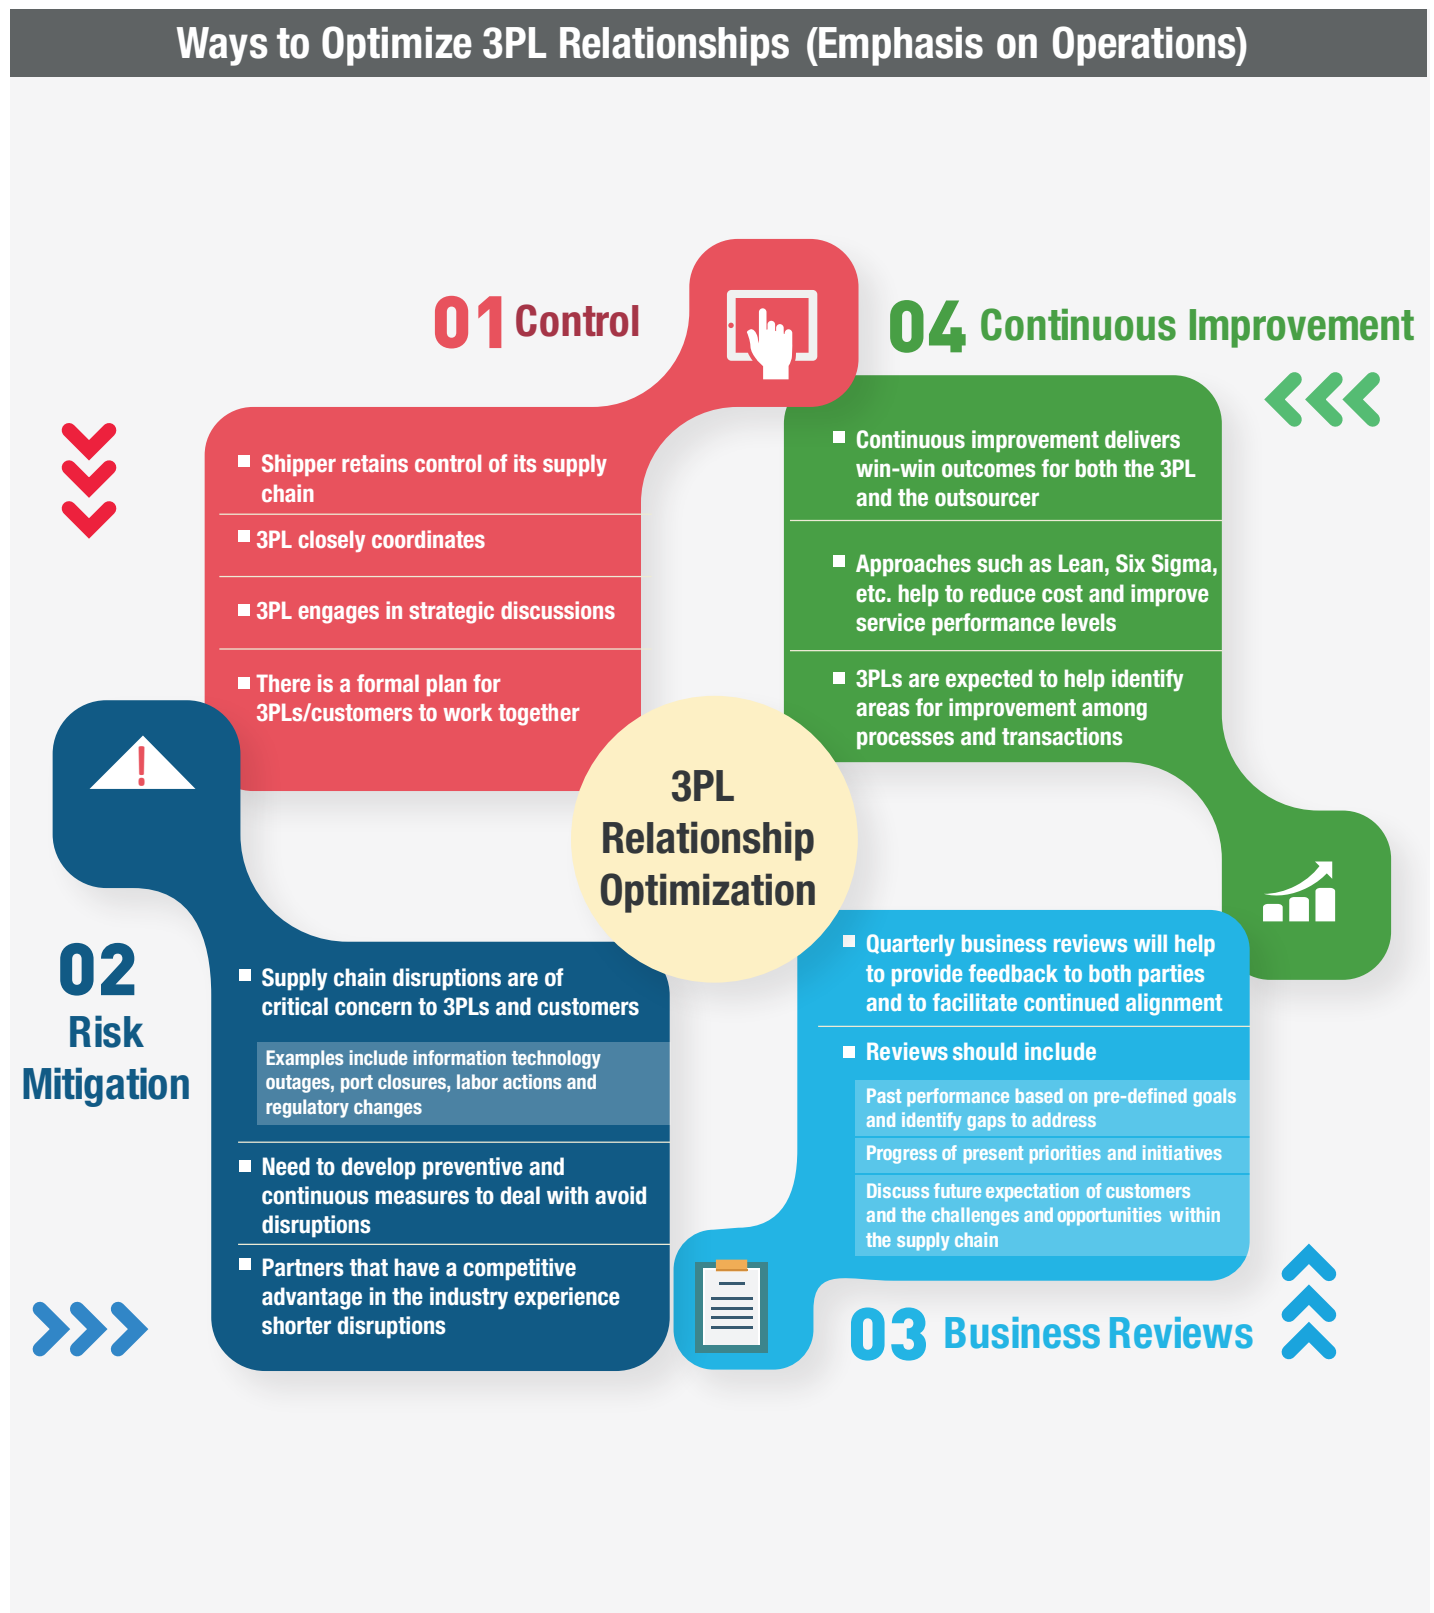 Ways to Optimize 3PL Relationships (Emphasis on Operations)
01 Control
Shipper retains control of its supply
chain
3PL closely coordinates
3PL engages in strategic discussions
There is a formal plan for
3PLs/customers to work together
02
Risk
Mitigation
Supply chain disruptions are of
critical concern to 3PLs and customers
Examples include information technology
outages, port closures, labor actions and
regulatory changes
Need to develop preventive and
continuous measures to deal with avoid
disruptions
Partners that have a competitive
advantage in the industry experience
shorter disruptions
3PL
Relationship
Optimization
04 Continuous Improvement
Continuous improvement delivers
win-win outcomes for both the 3PL
and the outsourcer
Approaches such as Lean, Six Sigma,
etc. help to reduce cost and improve
service performance levels
3PLs are expected to help identify
areas for improvement among
processes and transactions
Quarterly business reviews will help
to provide feedback to both parties
and to facilitate continued alignment
Reviews should include
Past performance based on pre-defined goals
and identify gaps to address
Progress of present priorities and initiatives
Discuss future expectation of customers
and the challenges and opportunities within
the supply chain
03 Business Reviews